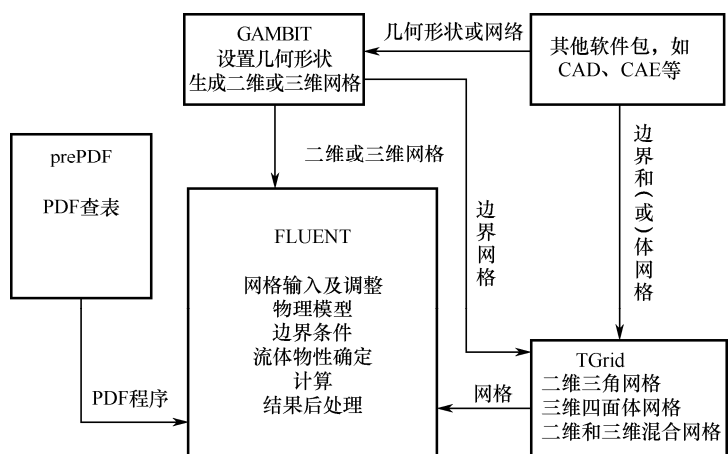 GAMBIT
设置几何形状
生成二维或三维网格
几何形状或网络
其他软件包，如
CAD、CAE等
prePDF
PDF查表
二维或三维网格
边界网格
边界和(或)体网格
FLUENT
网格输入及调整
物理模型
边界条件
流体物性确定
计算
结果后处理
PDF程序
网格
TGrid
二维三角网格
三维四面体网格
二维和三维混合网格